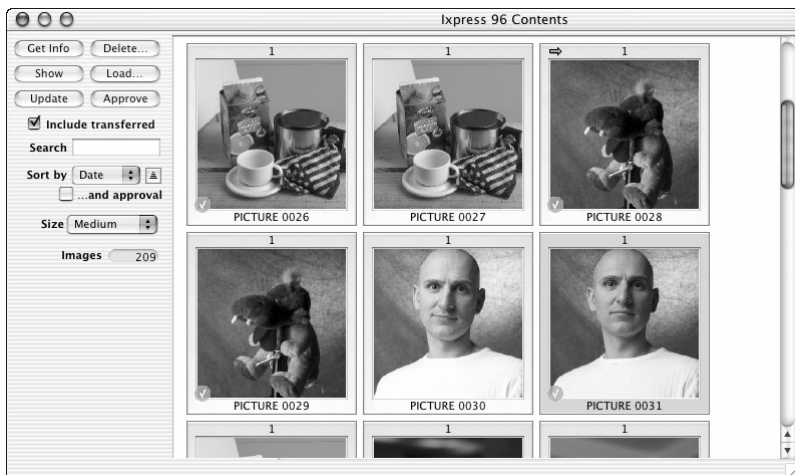 Ixpress 96 Contents
Get Info
Delete...
Show
Load...
Update
Approve
Include transferred
Search
Sort by
Date
...and approval
Size
Medium
Images
209
1
1
1
PICTURE 0026
PICTURE 0027
PICTURE 0028
1
1
1
PICTURE 0029
PICTURE 0030
PICTURE 0031
1
1
1